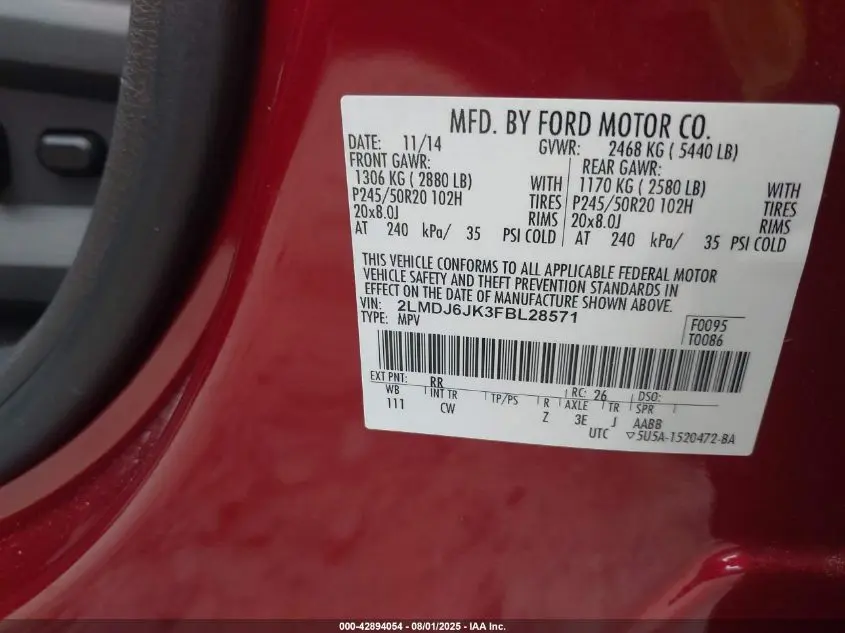 MFD. BY FORD MOTOR CO.
DATE: 11/14 GVWR: 2468 KG ( 5440 LB)
FRONT GAWR: REAR GAWR:
1306 KG ( 2880 LB) WITH 1170 KG ( 2580 LB) WITH
P245/50R20 102H TIRES P245/50R20 102H TIRES
20x8.0J RIMS 20x8.0J RIMS
AT 240 kPa/ 35 PSI COLD AT 240 kPa/ 35 PSI COLD
THIS VEHICLE CONFORMS TO ALL APPLICABLE FEDERAL MOTOR
VEHICLE SAFETY AND THEFT PREVENTION STANDARDS IN
EFFECT ON THE DATE OF MANUFACTURE SHOWN ABOVE.
VIN: 2LMDJ6JK3FBL28571
TYPE: MPV
F0095
T0086
EXT PNT: RR RC: 26 DSO:
WB INT TR TP/PS R AXLE TR SPR
111 CW Z 3E J AABB
UTC ▽5U5A-1520472-BA
000-42894054 - 08/01/2025 - IAA Inc.